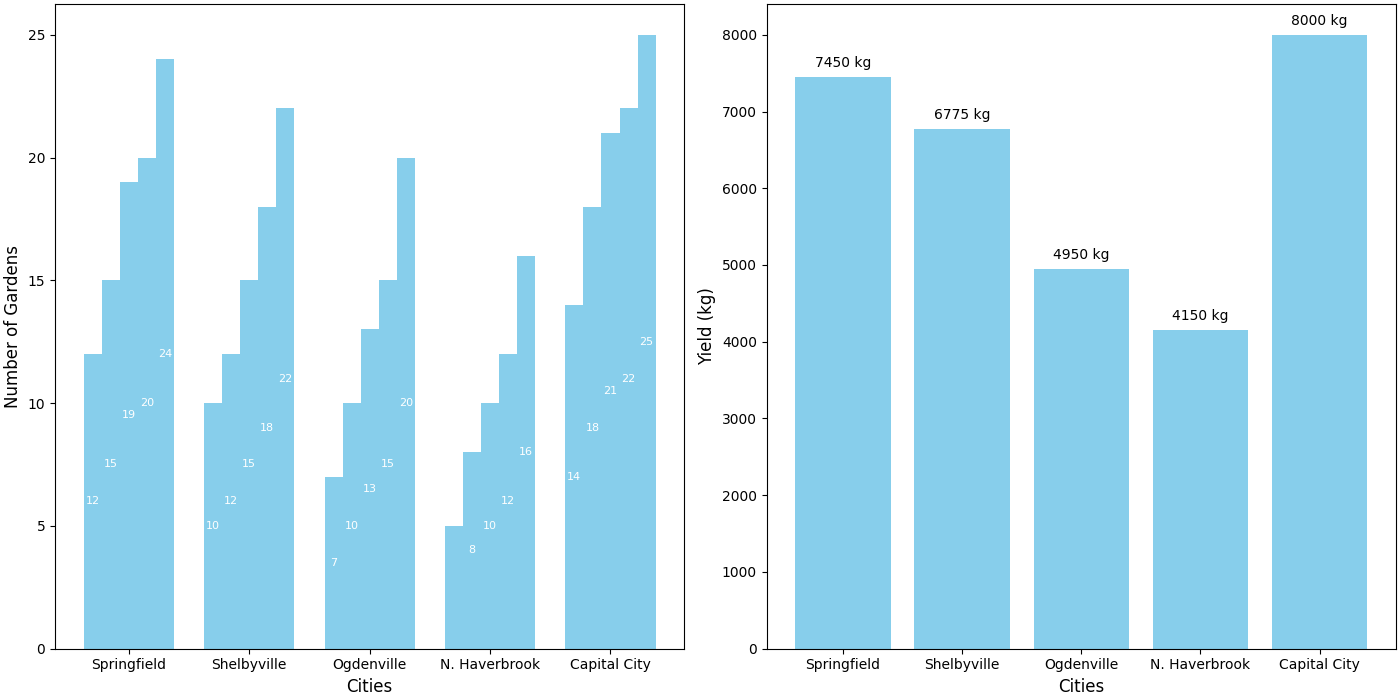 Number of Gardens
25
20
15
10
5
0
12
15
19
20
24
10
12
15
18
22
7
10
13
15
20
8
10
12
16
14
18
21
22
25
Springfield
Shelbyville
Ogdenville
N. Haverbrook
Capital City
Cities
Yield (kg)
8000
7000
6000
5000
4000
3000
2000
1000
0
7450 kg
6775 kg
4950 kg
4150 kg
8000 kg
Springfield
Shelbyville
Ogdenville
N. Haverbrook
Capital City
Cities